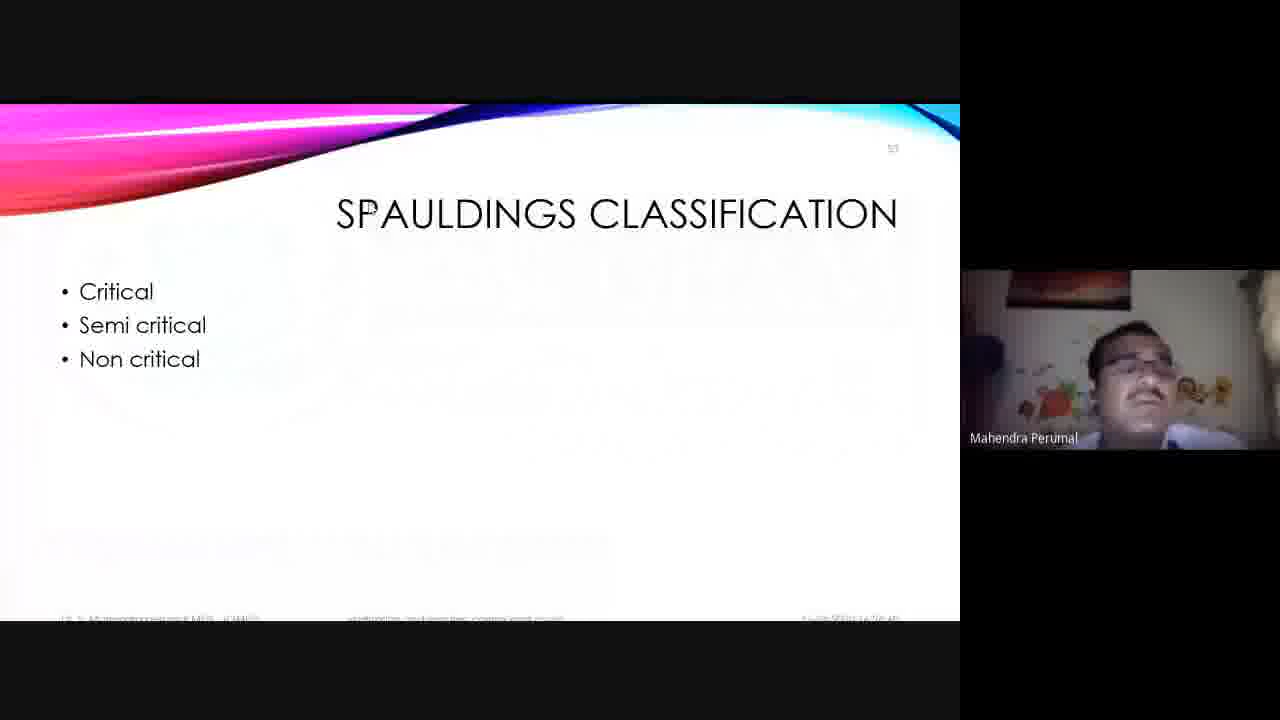 SPAULDINGS CLASSIFICATION
• Critical
• Semi critical
• Non critical
Mahendra Perumal